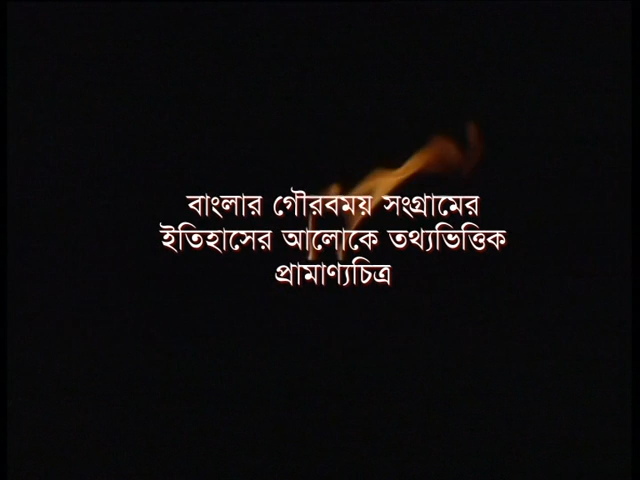 বাংলার গৌরবময় সংগ্রামের
ইতিহাসের আলোকে তথ্যভিত্তিক
প্রামাণ্যচিত্র